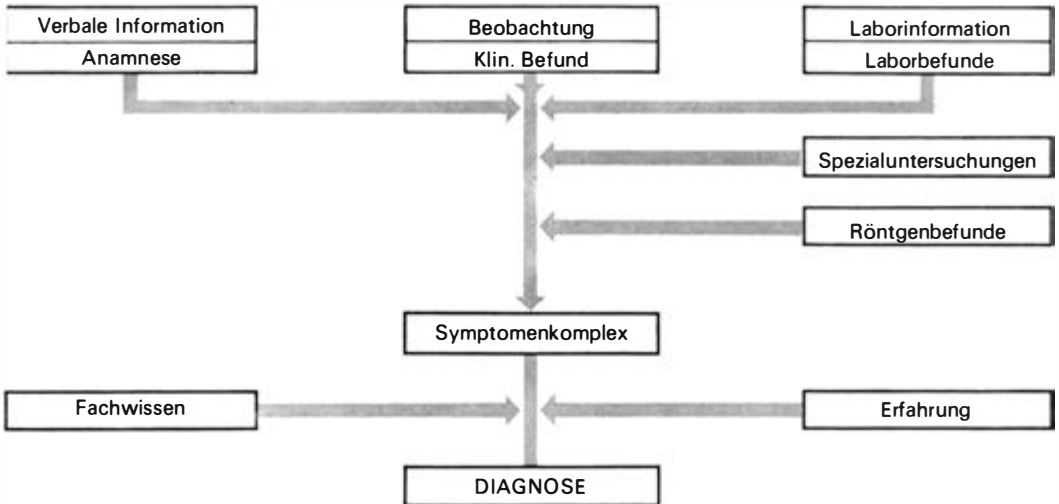 Verbale Information
Anamnese
Beobachtung
Klin. Befund
Laborinformation
Laborbefunde
Spezialuntersuchungen
Röntgenbefunde
Symptomenkomplex
Fachwissen
Erfahrung
DIAGNOSE